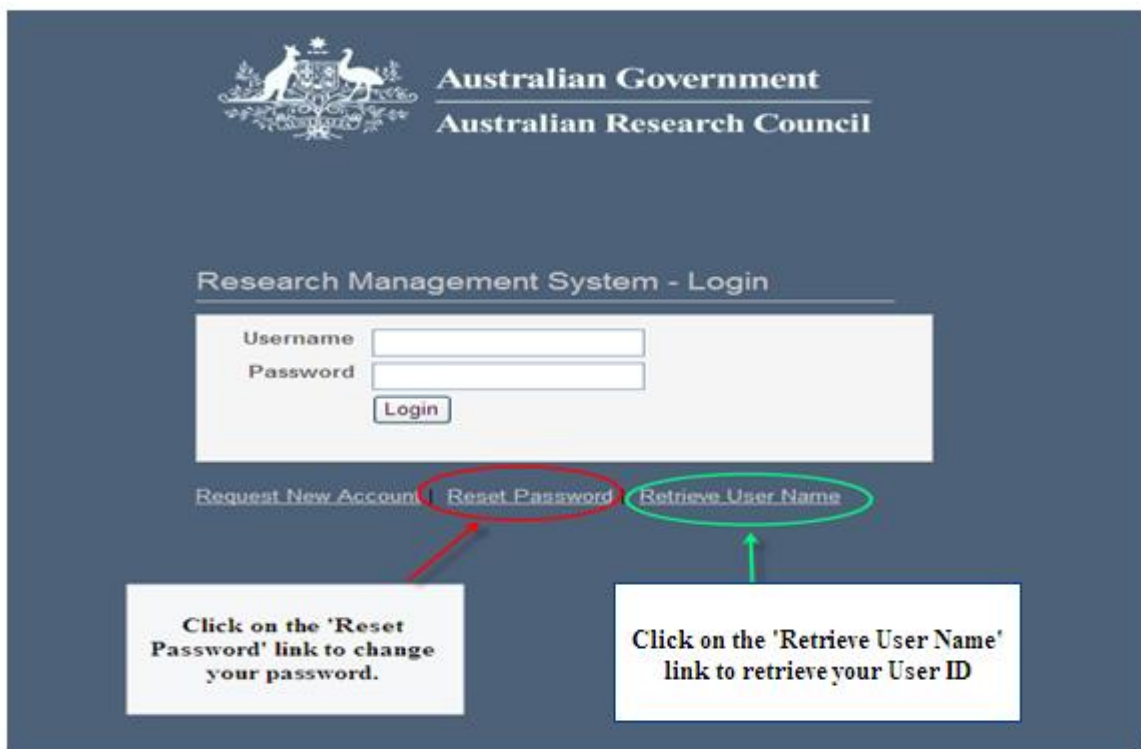 Australian Government
Australian Research Council
Research Management System - Login
Username
Password
Login
Request New Account | Reset Password | Retrieve User Name
Click on the 'Reset
Password' link to change
your password.
Click on the 'Retrieve User Name'
link to retrieve your User ID